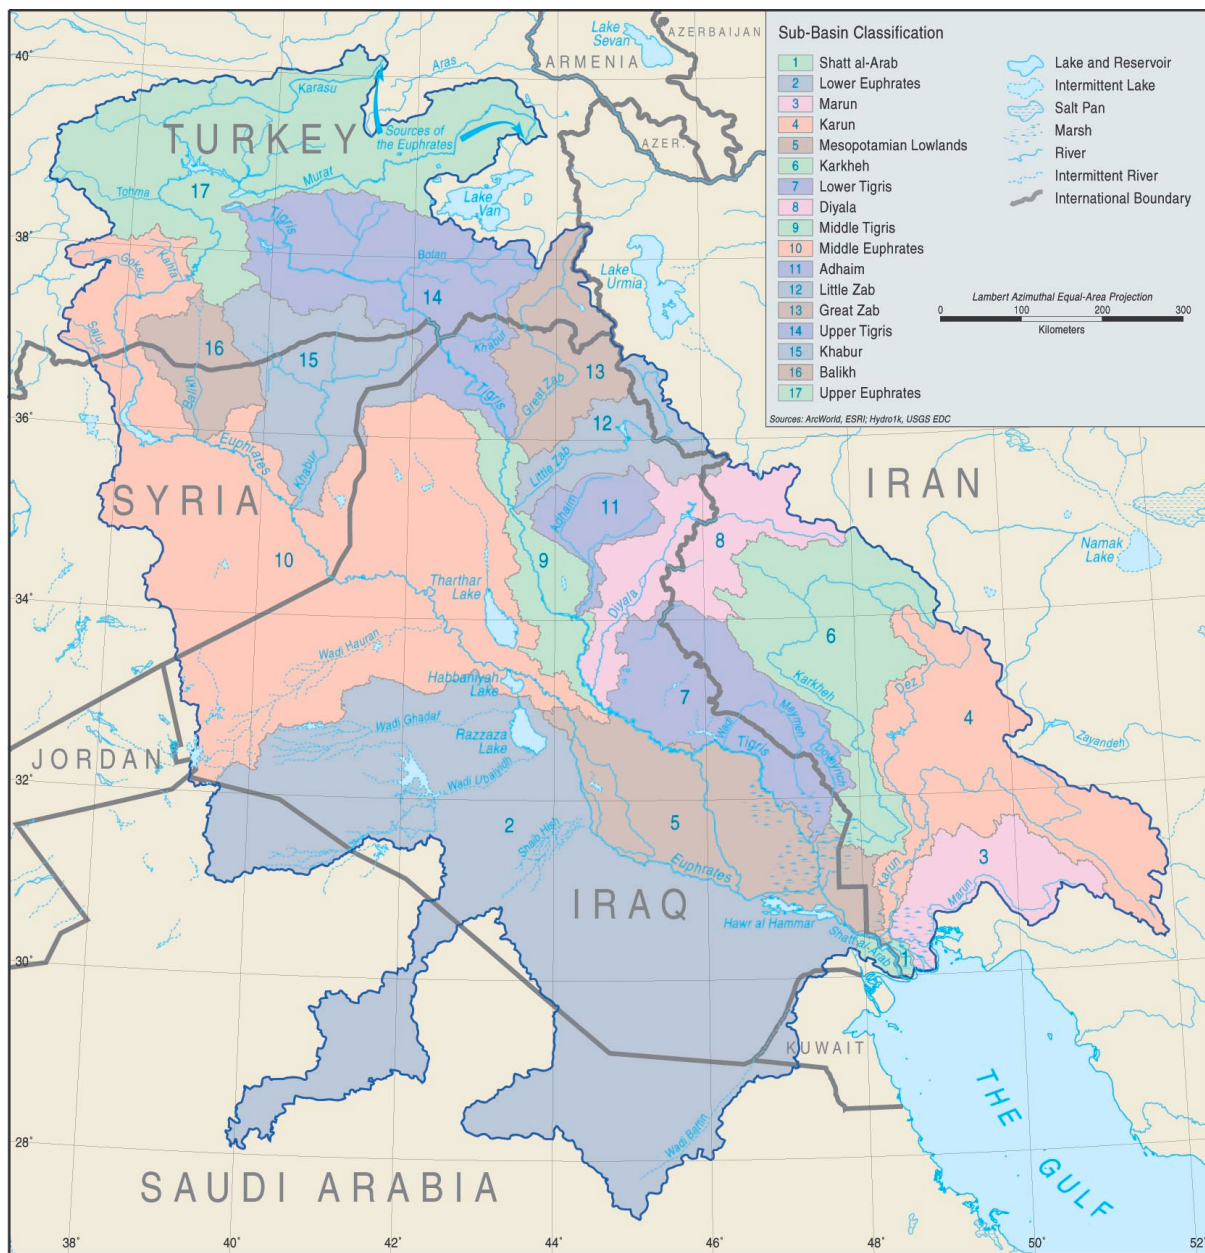 Sub-Basin Classification
1 Shatt al-Arab
2 Lower Euphrates
3 Marun
4 Karun
5 Mesopotamian Lowlands
6 Karkheh
7 Lower Tigris
8 Diyala
9 Middle Tigris
10 Middle Euphrates
11 Adhaim
12 Little Zab
13 Great Zab
14 Upper Tigris
15 Khabur
16 Balikh
17 Upper Euphrates
Lake and Reservoir
Intermittent Lake
Salt Pan
Marsh
River
Intermittent River
International Boundary
Lambert Azimuthal Equal-Area Projection
0 100 200 300
Kilometers
Sources: ArcWorld, ESRI; Hydro1k, USGS EDC
40°
38°
36°
34°
32°
30°
28°
Lake
Sevan
AZERBAIJAN
ARMENIA
AZER.
Aras
Karasu
TURKEY
Sources of
the Euphrates
Murat
Tohma
17
Lake
Van
Tigris
Botan
Goksu
Kahta
Lake
Urmia
14
Sajur
16
15
Khabur
Balikh
Tigris
Great Zab
13
12
Euphrates
Khabur
Little Zab
SYRIA
IRAN
Adhaim
11
10
9
8
Namak
Lake
Tharthar
Lake
Diyala
Wadi Hauran
6
Habbaniyah
Lake
Karkheh
Dez
7
4
Wadi Ghadaf
Razzaza
Lake
Meymeh
Tigris
Doveyrich
Zayandeh
JORDAN
Wadi Ubaiyidh
2
5
Shaib Hisb
Euphrates
3
Karun
Marun
IRAQ
Hawr al Hammar
Shatt al-Arab
1
KUWAIT
THE
GULF
Wadi Battin
SAUDI ARABIA
38° 40° 42° 44° 46° 48° 50° 52°